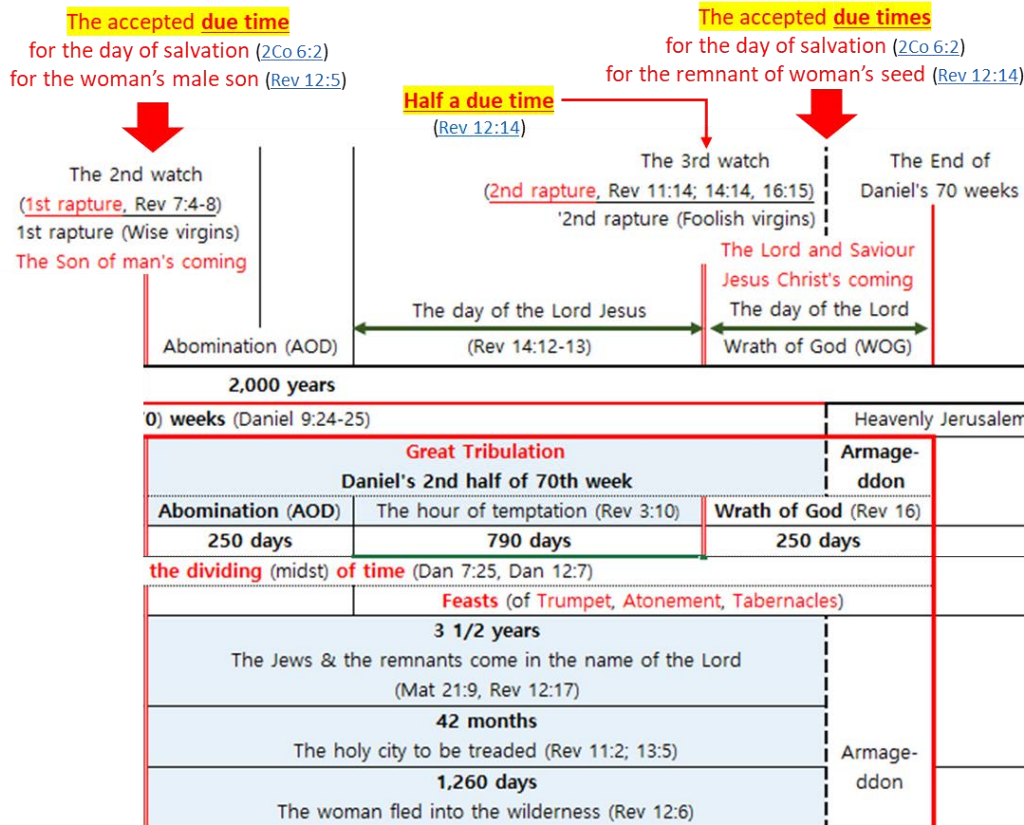 The accepted due time
for the day of salvation (2Co 6:2)
for the woman's male son (Rev 12:5)
The accepted due times
for the day of salvation (2Co 6:2)
for the remnant of woman's seed (Rev 12:14)
Half a due time
(Rev 12:14)
The 2nd watch
(1st rapture, Rev 7:4-8)
1st rapture (Wise virgins)
The Son of man's coming
The 3rd watch
(2nd rapture, Rev 11:14; 14:14, 16:15)
'2nd rapture (Foolish virgins)
The End of
Daniel's 70 weeks
The Lord and Saviour
Jesus Christ's coming
Abomination (AOD)
The day of the Lord Jesus
(Rev 14:12-13)
The day of the Lord
Wrath of God (WOG)
2,000 years
0) weeks (Daniel 9:24-25)
Heavenly Jerusalem
Great Tribulation
Daniel's 2nd half of 70th week
Armage-
ddon
Abomination (AOD)
The hour of temptation (Rev 3:10)
Wrath of God (Rev 16)
250 days
790 days
250 days
the dividing (midst) of time (Dan 7:25, Dan 12:7)
Feasts (of Trumpet, Atonement, Tabernacles)
3 1/2 years
The Jews & the remnants come in the name of the Lord
(Mat 21:9, Rev 12:17)
42 months
The holy city to be treaded (Rev 11:2; 13:5)
1,260 days
The woman fled into the wilderness (Rev 12:6)
Armage-
ddon